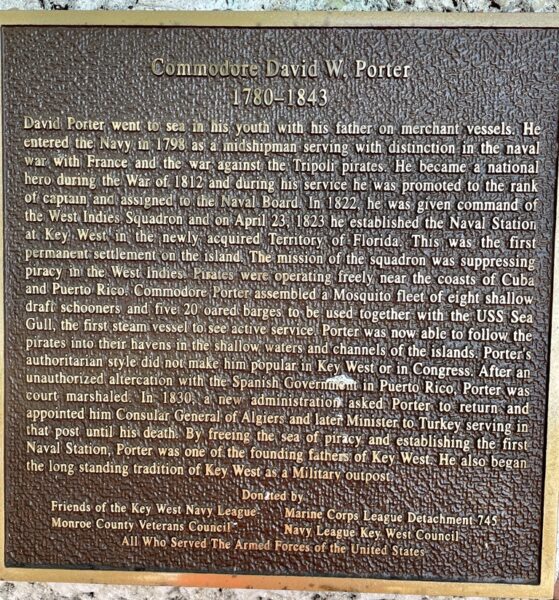 Commodore David W. Porter
1780–1843
David Porter went to sea in his youth with his father on merchant vessels. He
entered the Navy in 1798 as a midshipman serving with distinction in the naval
war with France and the war against the Tripoli pirates. He became a national
hero during the War of 1812 and during his service he was promoted to the rank
of captain and assigned to the Naval Board. In 1822, he was given command of
the West Indies Squadron and on April 23, 1823 he established the Naval Station
at Key West in the newly acquired Territory of Florida. This was the first
permanent settlement on the island. The mission of the squadron was suppressing
piracy in the West Indies. Pirates were operating freely near the coasts of Cuba
and Puerto Rico. Commodore Porter assembled a Mosquito fleet of eight shallow
draft schooners and five 20 oared barges to be used together with the USS Sea
Gull, the first steam vessel to see active service. Porter was now able to follow the
pirates into their havens in the shallow waters and channels of the islands. Porter's
authoritarian style did not make him popular in Key West or in Congress. After an
unauthorized altercation with the Spanish Government in Puerto Rico, Porter was
court marshaled. In 1830, a new administration asked Porter to return and
appointed him Consular General of Algiers and later Minister to Turkey serving in
that post until his death. By freeing the sea of piracy and establishing the first
Naval Station, Porter was one of the founding fathers of Key West. He also began
the long standing tradition of Key West as a Military outpost.
Donated by
Friends of the Key West Navy League Marine Corps League Detachment 745
Monroe County Veterans Council Navy League Key West Council
All Who Served The Armed Forces of the United States